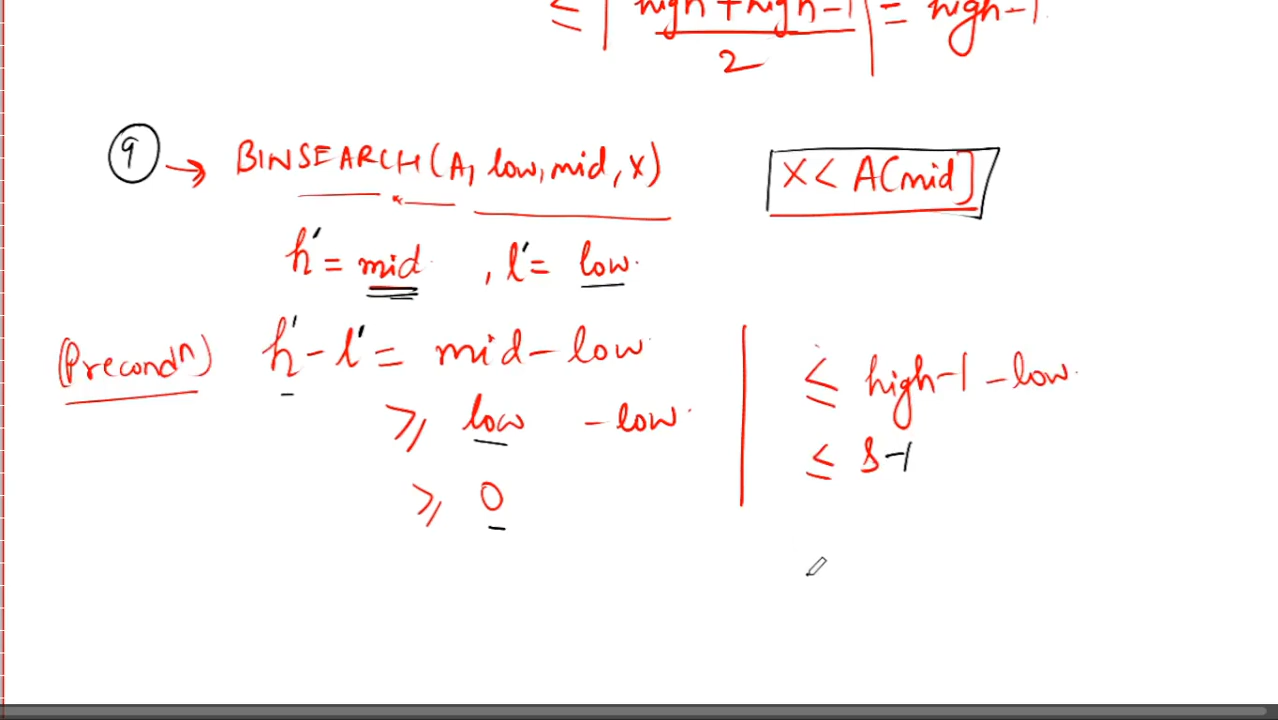 ≤ | high + high-1 / 2 | = high-1
9 → BINSEARCH(A, low, mid, x)   x < A[mid]
h' = mid , l' = low.
(Precondⁿ) h' - l' = mid - low   ≤ high-1 - low.
≥ low - low.   ≤ s-1
≥ 0